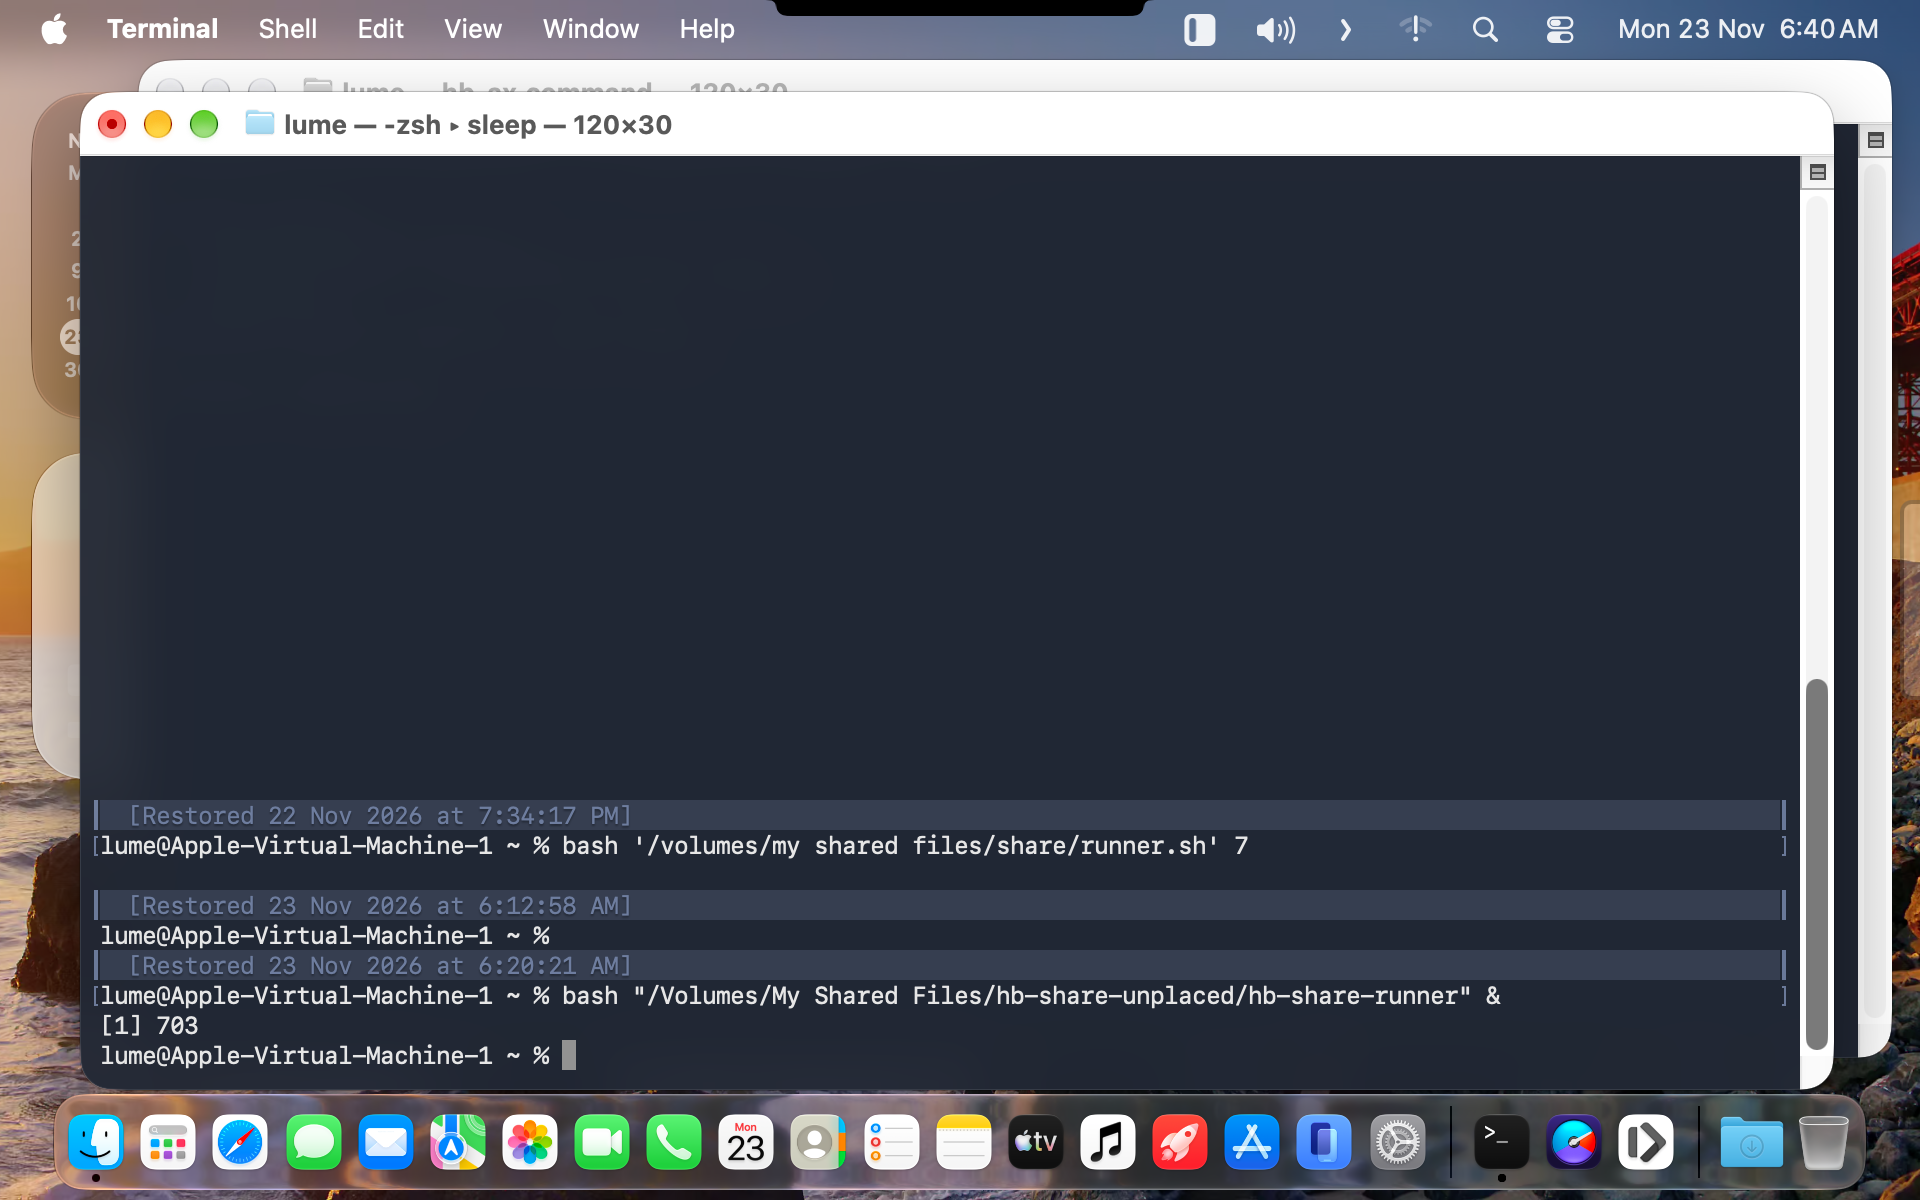 Terminal Shell Edit View Window Help Mon 23 Nov 6:40 AM
lume — -zsh ▸ sleep — 120×30
[Restored 22 Nov 2026 at 7:34:17 PM]
[lume@Apple-Virtual-Machine-1 ~ % bash '/volumes/my shared files/share/runner.sh' 7 ]
[Restored 23 Nov 2026 at 6:12:58 AM]
lume@Apple-Virtual-Machine-1 ~ %
[Restored 23 Nov 2026 at 6:20:21 AM]
[lume@Apple-Virtual-Machine-1 ~ % bash "/Volumes/My Shared Files/hb-share-unplaced/hb-share-runner" & ]
[1] 703
lume@Apple-Virtual-Machine-1 ~ %
Mon
23
tv
>_